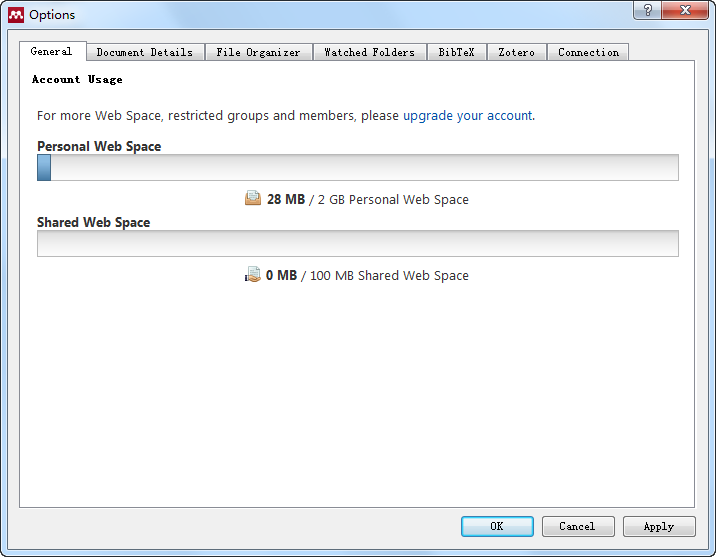 Options
General Document Details File Organizer Watched Folders BibTeX Zotero Connection
Account Usage
For more Web Space, restricted groups and members, please upgrade your account.
Personal Web Space
28 MB / 2 GB Personal Web Space
Shared Web Space
0 MB / 100 MB Shared Web Space
OK Cancel Apply